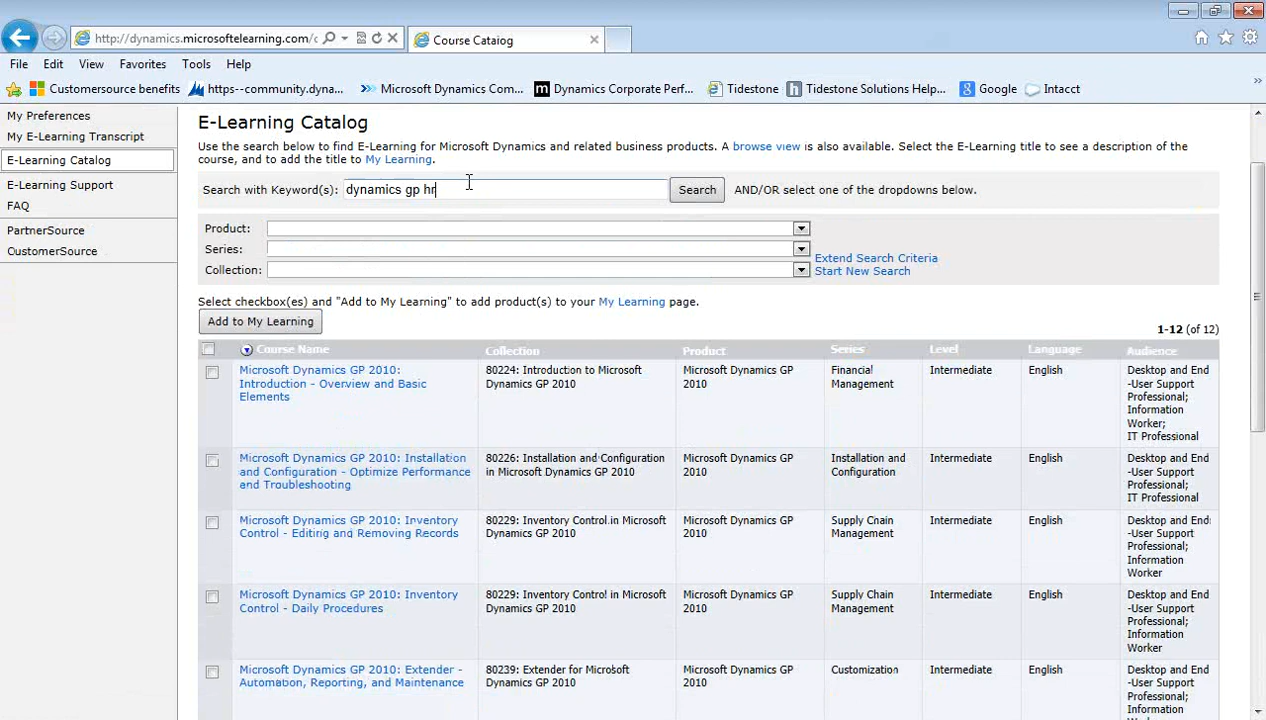 http://dynamics.microsoftelearning.com/c
Course Catalog
File Edit View Favorites Tools Help
Customersource benefits https--community.dyna... Microsoft Dynamics Com... Dynamics Corporate Perf... Tidestone Tidestone Solutions Help... Google Intacct
My Preferences
My E-Learning Transcript
E-Learning Catalog
E-Learning Support
FAQ
PartnerSource
CustomerSource
E-Learning Catalog
Use the search below to find E-Learning for Microsoft Dynamics and related business products. A browse view is also available. Select the E-Learning title to see a description of the
course, and to add the title to My Learning.
Search with Keyword(s): dynamics gp hr Search AND/OR select one of the dropdowns below.
Product:
Series:
Collection:
Extend Search Criteria
Start New Search
Select checkbox(es) and "Add to My Learning" to add product(s) to your My Learning page.
Add to My Learning
1-12 (of 12)
Course Name Collection Product Series Level Language Audience
Microsoft Dynamics GP 2010:
Introduction - Overview and Basic
Elements
80224: Introduction to Microsoft
Dynamics GP 2010
Microsoft Dynamics GP
2010
Financial
Management
Intermediate
English
Desktop and End
-User Support
Professional;
Information
Worker;
IT Professional
Microsoft Dynamics GP 2010: Installation
and Configuration - Optimize Performance
and Troubleshooting
80226: Installation and Configuration
in Microsoft Dynamics GP 2010
Microsoft Dynamics GP
2010
Installation and
Configuration
Intermediate
English
Desktop and End
-User Support
Professional;
IT Professional
Microsoft Dynamics GP 2010: Inventory
Control - Editing and Removing Records
80229: Inventory Control in Microsoft
Dynamics GP 2010
Microsoft Dynamics GP
2010
Supply Chain
Management
Intermediate
English
Desktop and End
-User Support
Professional;
Information
Worker
Microsoft Dynamics GP 2010: Inventory
Control - Daily Procedures
80229: Inventory Control in Microsoft
Dynamics GP 2010
Microsoft Dynamics GP
2010
Supply Chain
Management
Intermediate
English
Desktop and End
-User Support
Professional;
Information
Worker
Microsoft Dynamics GP 2010: Extender -
Automation, Reporting, and Maintenance
80239: Extender for Microsoft
Dynamics GP 2010
Microsoft Dynamics GP
2010
Customization
Intermediate
English
Desktop and End
-User Support
Professional;
Information